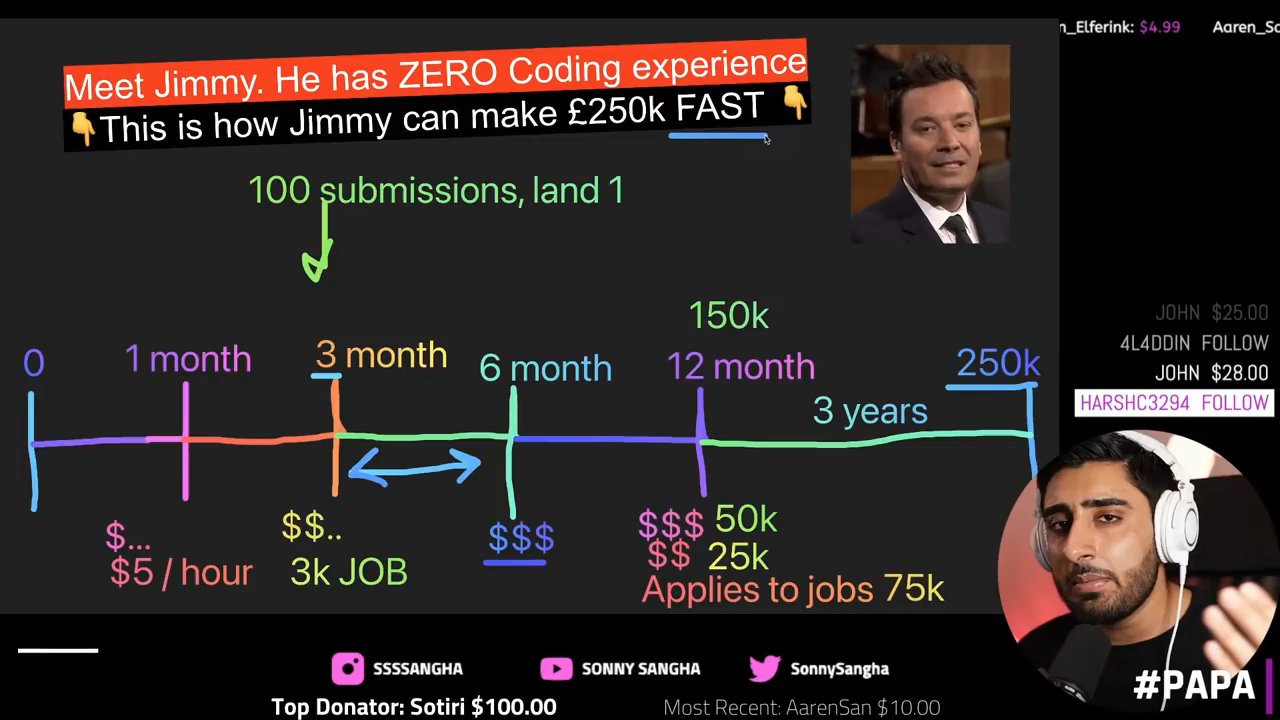 n_Elferink: $4.99 Aaren_Sa
Meet Jimmy. He has ZERO Coding experience
👇This is how Jimmy can make £250k FAST 👇
100 submissions, land 1
150k
0 1 month 3 month 6 month 12 month 250k
3 years
$... $$.. $$$ $$$ 50k
$5 / hour 3k JOB $$ 25k
Applies to jobs 75k
JOHN $25.00
4L4DDIN FOLLOW
JOHN $28.00
HARSHC3294 FOLLOW
SSSSANGHA SONNY SANGHA SonnySangha
#PAPA
Top Donator: Sotiri $100.00 Most Recent: AarenSan $10.00